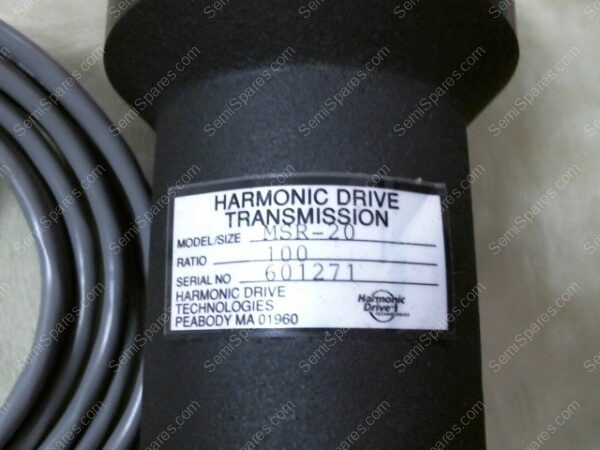 HARMONIC DRIVE
TRANSMISSION
MODEL/SIZE MSR-20
RATIO 100
SERIAL NO 601271
HARMONIC DRIVE
TECHNOLOGIES
PEABODY MA 01960
Harmonic
Drive
TECHNOLOGIES
SemiSpares.com